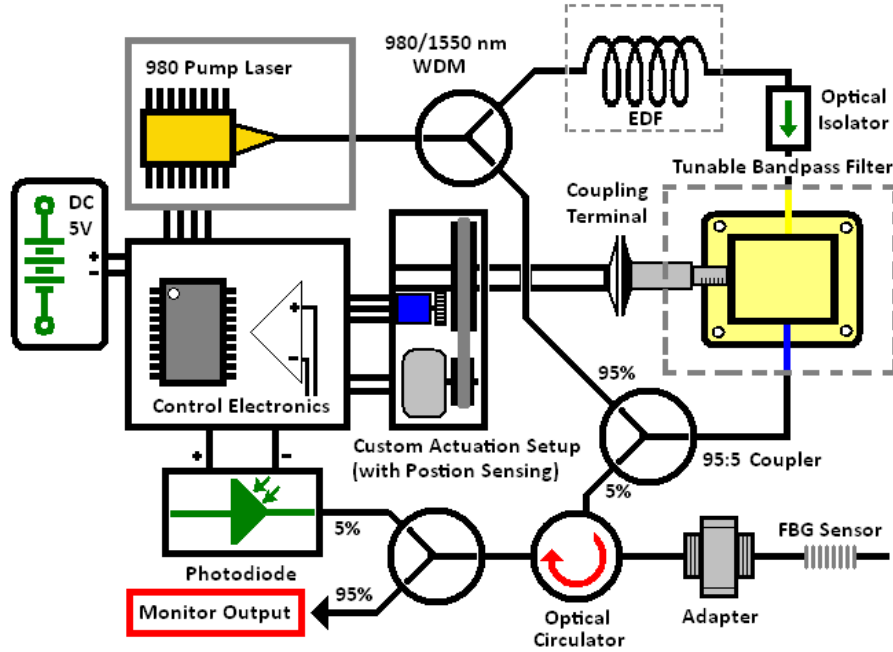 980/1550 nm
WDM
980 Pump Laser
EDF
Optical
Isolator
Tunable Bandpass Filter
Coupling
Terminal
DC
5V
+
-
+
-
Control Electronics
95%
Custom Actuation Setup
(with Postion Sensing)
95:5 Coupler
5%
+
-
5%
FBG Sensor
Photodiode
95%
Monitor Output
Optical
Circulator
Adapter